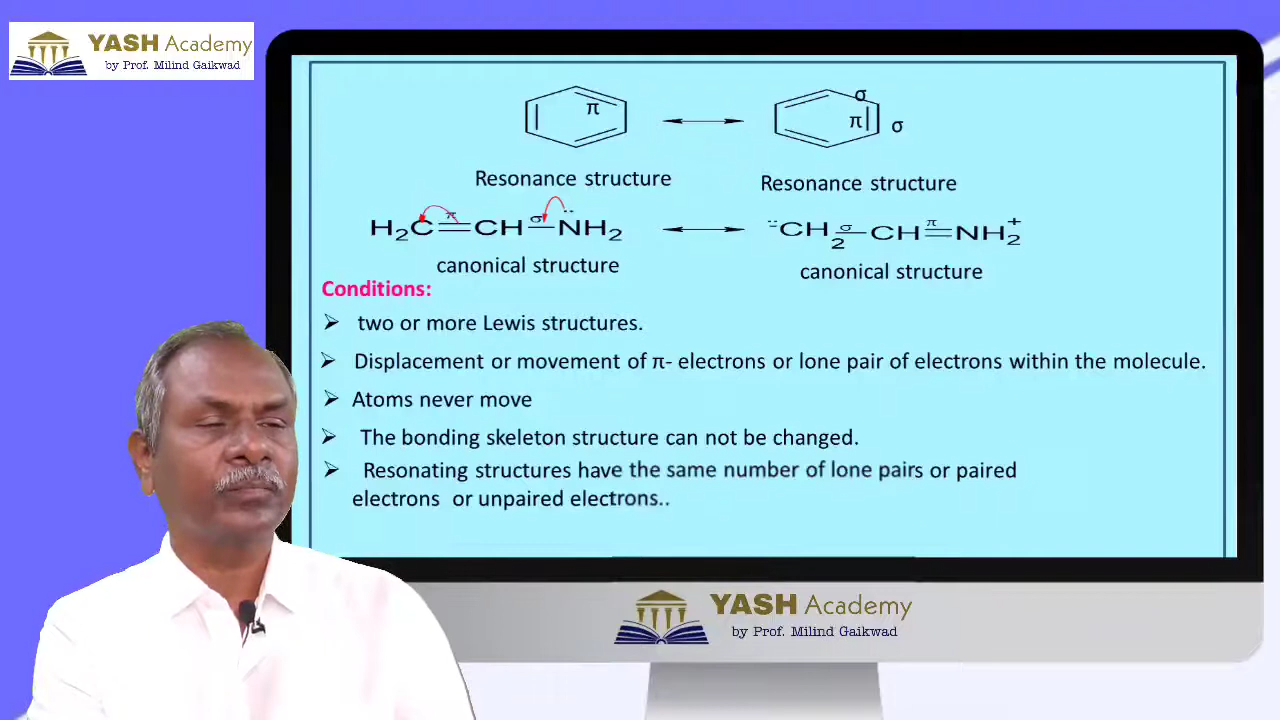 YASH Academy
by Prof. Milind Gaikwad
π
σ
π
σ
Resonance structure
Resonance structure
H₂C π CH σ N̈H₂
:⁻CH₂ σ CH π NH₂⁺
canonical structure
canonical structure
Conditions:
➢ two or more Lewis structures.
➢ Displacement or movement of π- electrons or lone pair of electrons within the molecule.
➢ Atoms never move
➢ The bonding skeleton structure can not be changed.
➢ Resonating structures have the same number of lone pairs or paired
electrons or unpaired electrons..
YASH Academy
by Prof. Milind Gaikwad